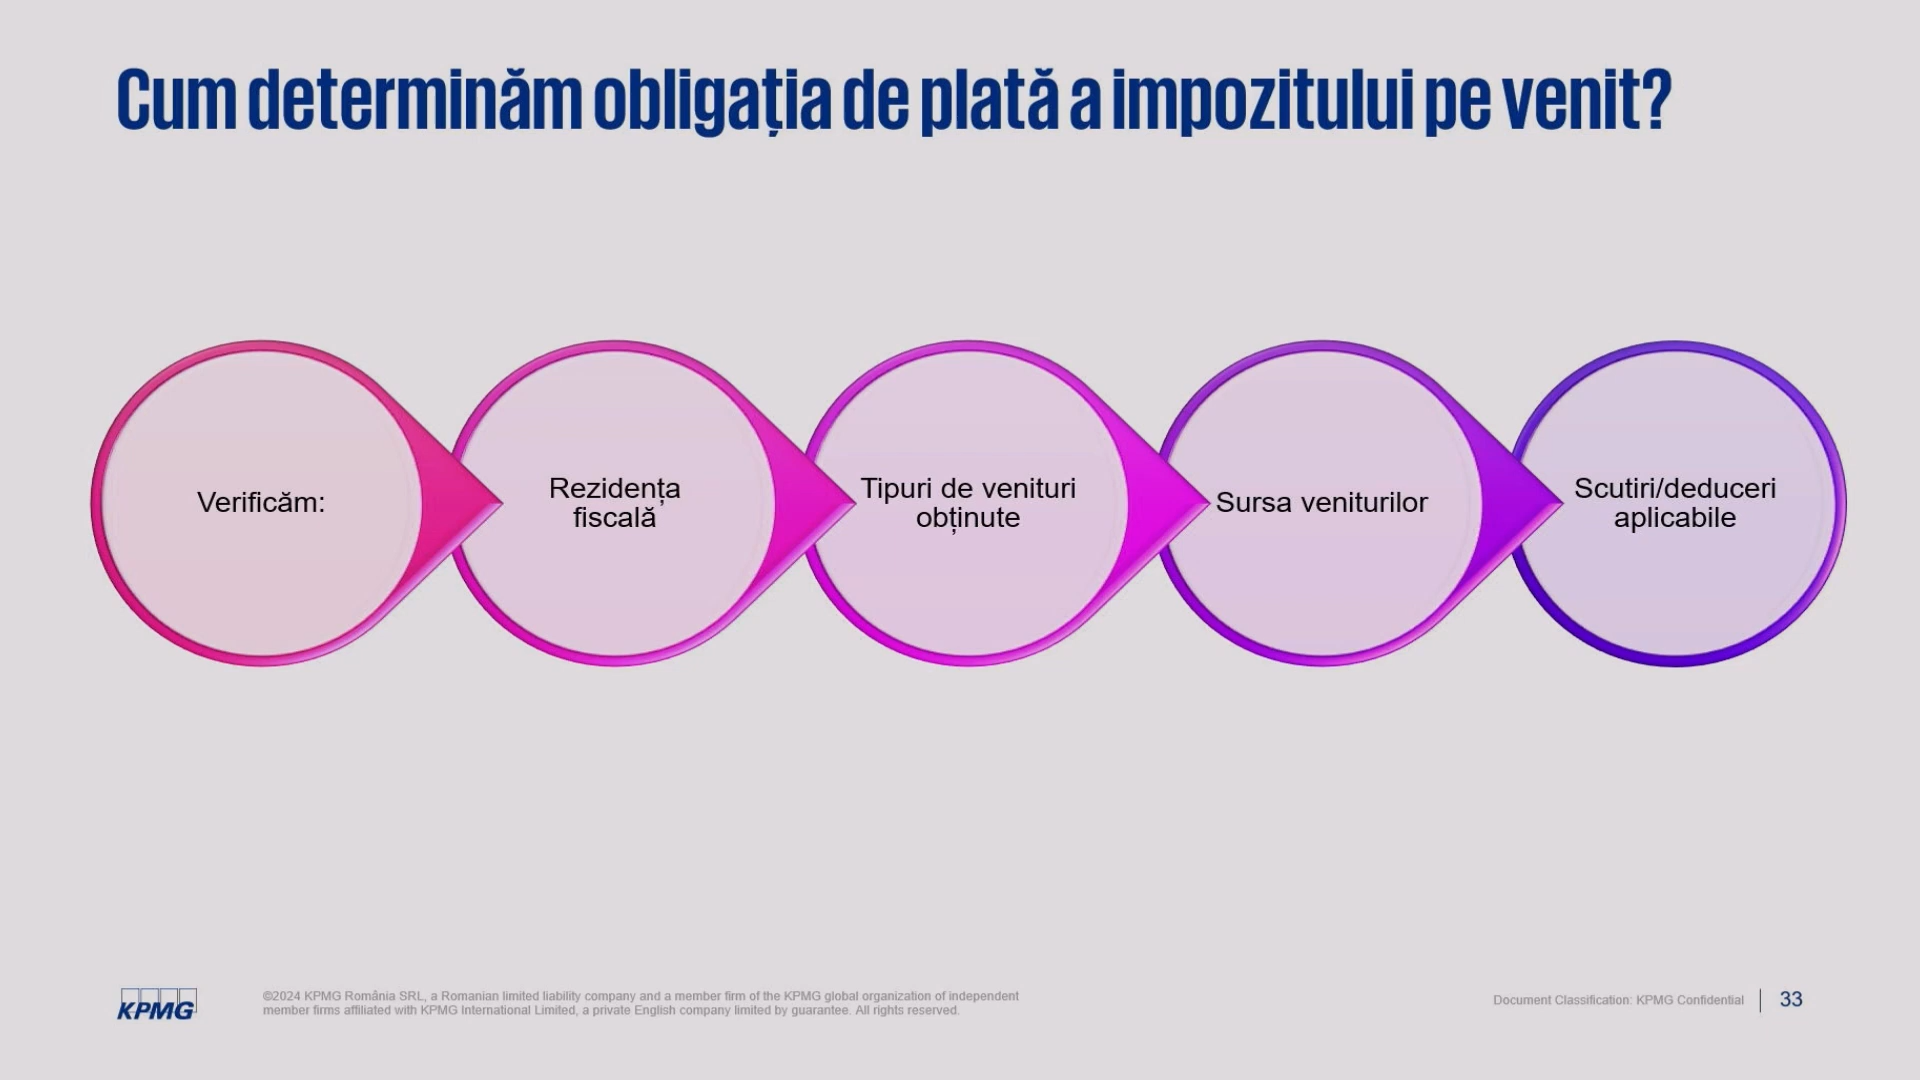 Cum determinăm obligația de plată a impozitului pe venit?
Verificăm:
Rezidența
fiscală
Tipuri de venituri
obținute
Sursa veniturilor
Scutiri/deduceri
aplicabile
KPMG
©2024 KPMG România SRL, a Romanian limited liability company and a member firm of the KPMG global organization of independent
member firms affiliated with KPMG International Limited, a private English company limited by guarantee. All rights reserved.
Document Classification: KPMG Confidential
33